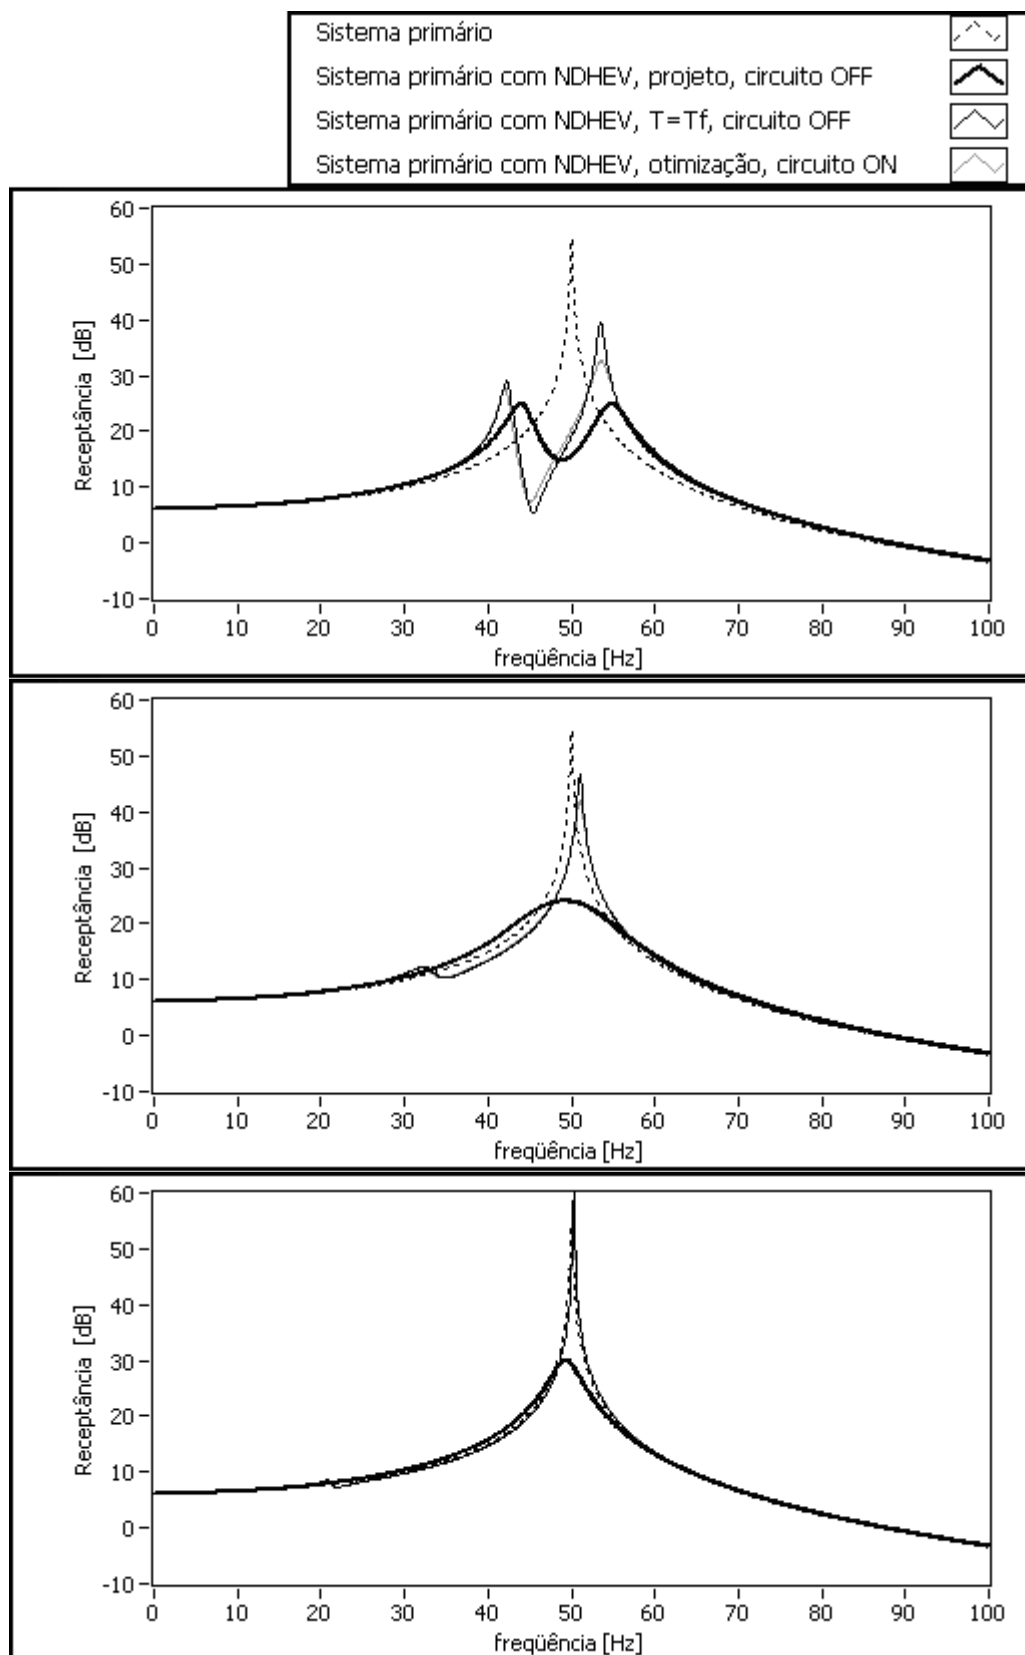 Sistema primário
Sistema primário com NDHEV, projeto, circuito OFF
Sistema primário com NDHEV, T=Tf, circuito OFF
Sistema primário com NDHEV, otimização, circuito ON
60
50
40
30
20
10
0
-10
Receptância [dB]
0 10 20 30 40 50 60 70 80 90 100
freqüência [Hz]
60
50
40
30
20
10
0
-10
Receptância [dB]
0 10 20 30 40 50 60 70 80 90 100
freqüência [Hz]
60
50
40
30
20
10
0
-10
Receptância [dB]
0 10 20 30 40 50 60 70 80 90 100
freqüência [Hz]